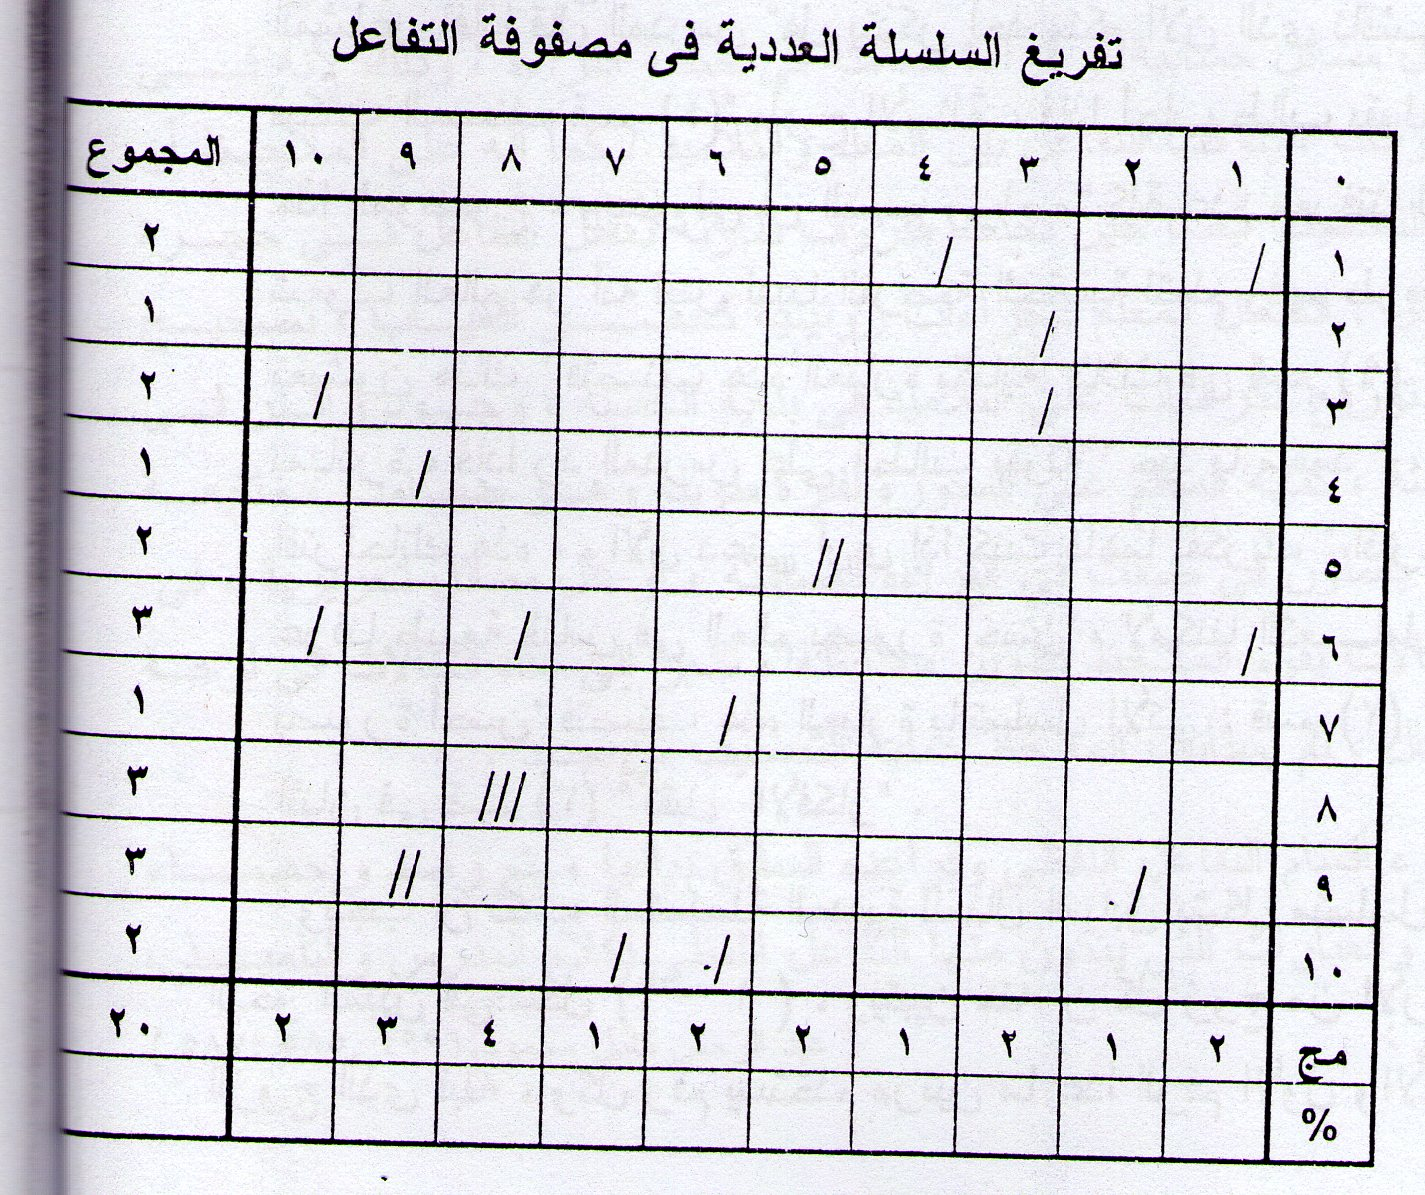 تفريغ السلسلة العددية فى مصفوفة التفاعل
٠ ١ ٢ ٣ ٤ ٥ ٦ ٧ ٨ ٩ ١٠ المجموع
١ / / ٢
٢ / ١
٣ / / ٢
٤ / ١
٥ // ٢
٦ / / / ٣
٧ / ١
٨ /// ٣
٩ / // ٣
١٠ / / ٢
مج ٢ ١ ٢ ١ ٢ ٢ ١ ٤ ٣ ٢ ٢٠
%